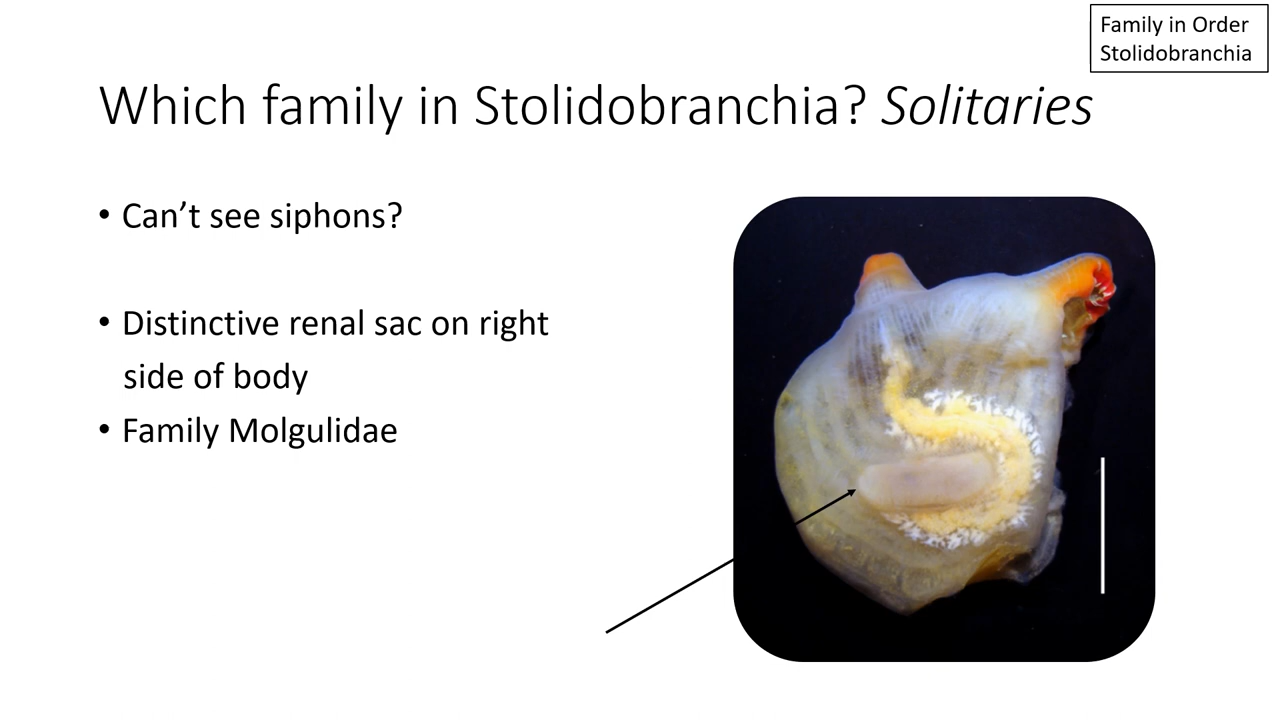 Family in Order
Stolidobranchia
Which family in Stolidobranchia? Solitaries
• Can’t see siphons?
• Distinctive renal sac on right
side of body
• Family Molgulidae